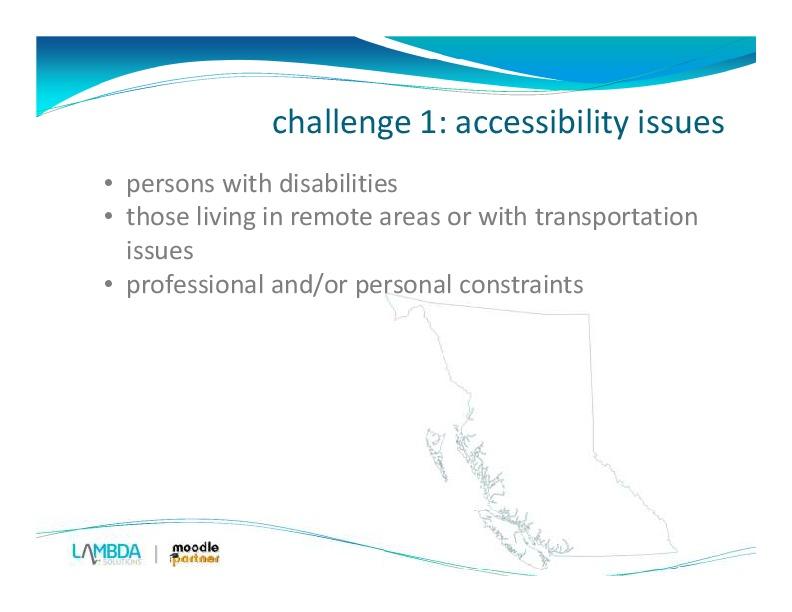 challenge 1: accessibility issues
• persons with disabilities
• those living in remote areas or with transportation
issues
• professional and/or personal constraints
LAMBDA
SOLUTIONS
moodle
partner